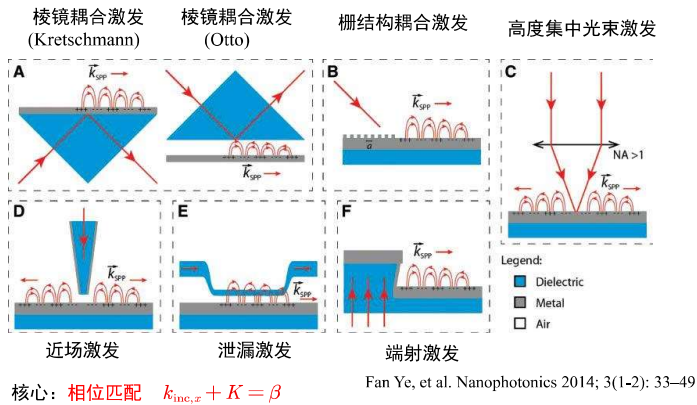 棱镜耦合激发
(Kretschmann)
棱镜耦合激发
(Otto)
栅结构耦合激发
高度集中光束激发
A
k_SPP
k_SPP
B
k_SPP
a
C
NA >1
k_SPP
D
k_SPP
E
k_SPP
F
k_SPP
Legend:
Dielectric
Metal
Air
近场激发
泄漏激发
端射激发
核心：相位匹配 k_{inc,x} + K = β
Fan Ye, et al. Nanophotonics 2014; 3(1-2): 33–49